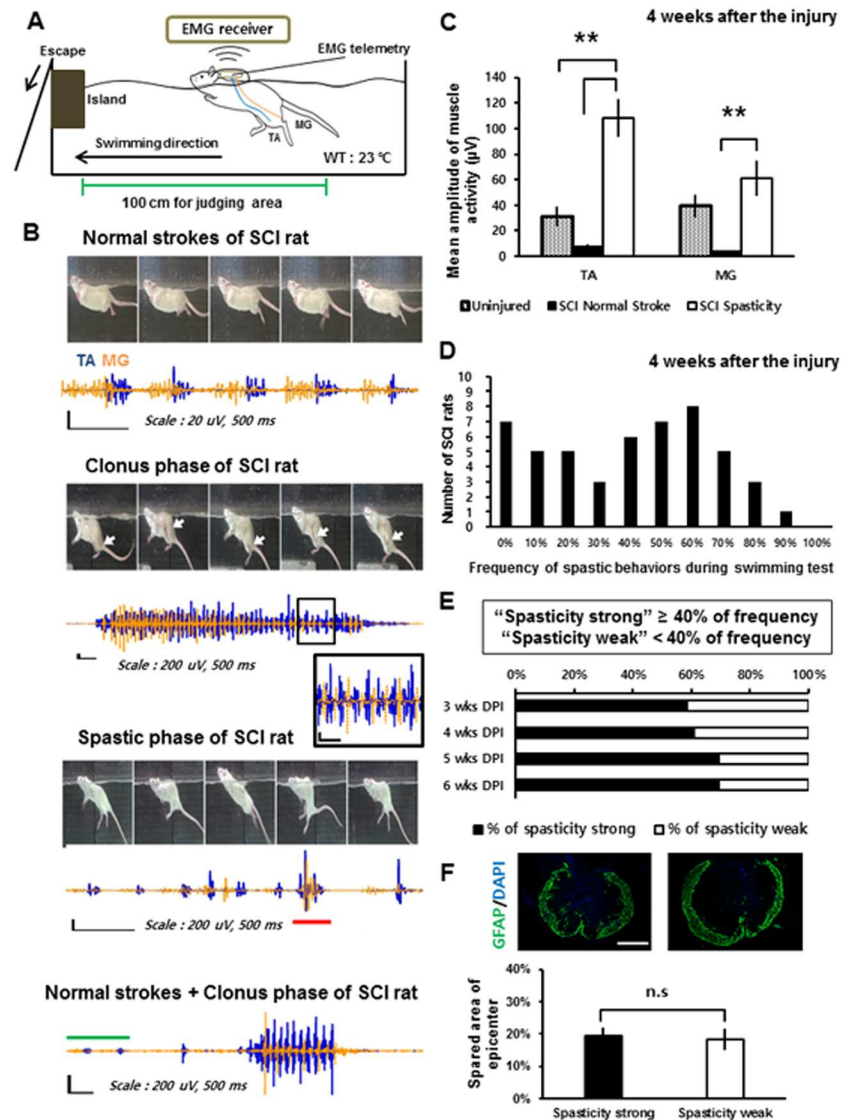 A
EMG receiver
Escape
EMG telemetry
Island
TA
MG
Swimming direction
WT : 23 ℃
100 cm for judging area
B
Normal strokes of SCI rat
TA MG
Scale : 20 uV, 500 ms
Clonus phase of SCI rat
Scale : 200 uV, 500 ms
Spastic phase of SCI rat
Scale : 200 uV, 500 ms
Normal strokes + Clonus phase of SCI rat
Scale : 200 uV, 500 ms
C
4 weeks after the injury
**
**
Mean amplitude of muscle
activity (μV)
140
120
100
80
60
40
20
0
TA
MG
Uninjured
SCI Normal Stroke
SCI Spasticity
D
4 weeks after the injury
Number of SCI rats
10
9
8
7
6
5
4
3
2
1
0
0% 10% 20% 30% 40% 50% 60% 70% 80% 90% 100%
Frequency of spastic behaviors during swimming test
E
“Spasticity strong” ≥ 40% of frequency
“Spasticity weak” < 40% of frequency
0% 20% 40% 60% 80% 100%
3 wks DPI
4 wks DPI
5 wks DPI
6 wks DPI
% of spasticity strong
% of spasticity weak
F
GFAP/DAPI
Spared area of
epicenter
40%
30%
20%
10%
0%
n.s
Spasticity strong
Spasticity weak